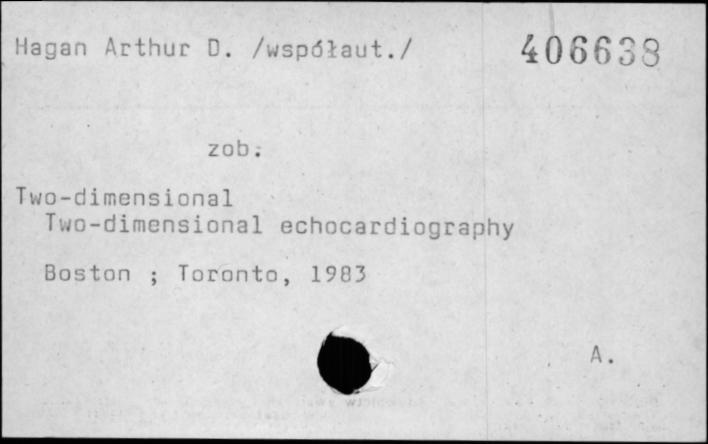 Hagan Arthur D. /współaut./ 406638
zob.
Two-dimensional
Two-dimensional echocardiography
Boston ; Toronto, 1983
A.